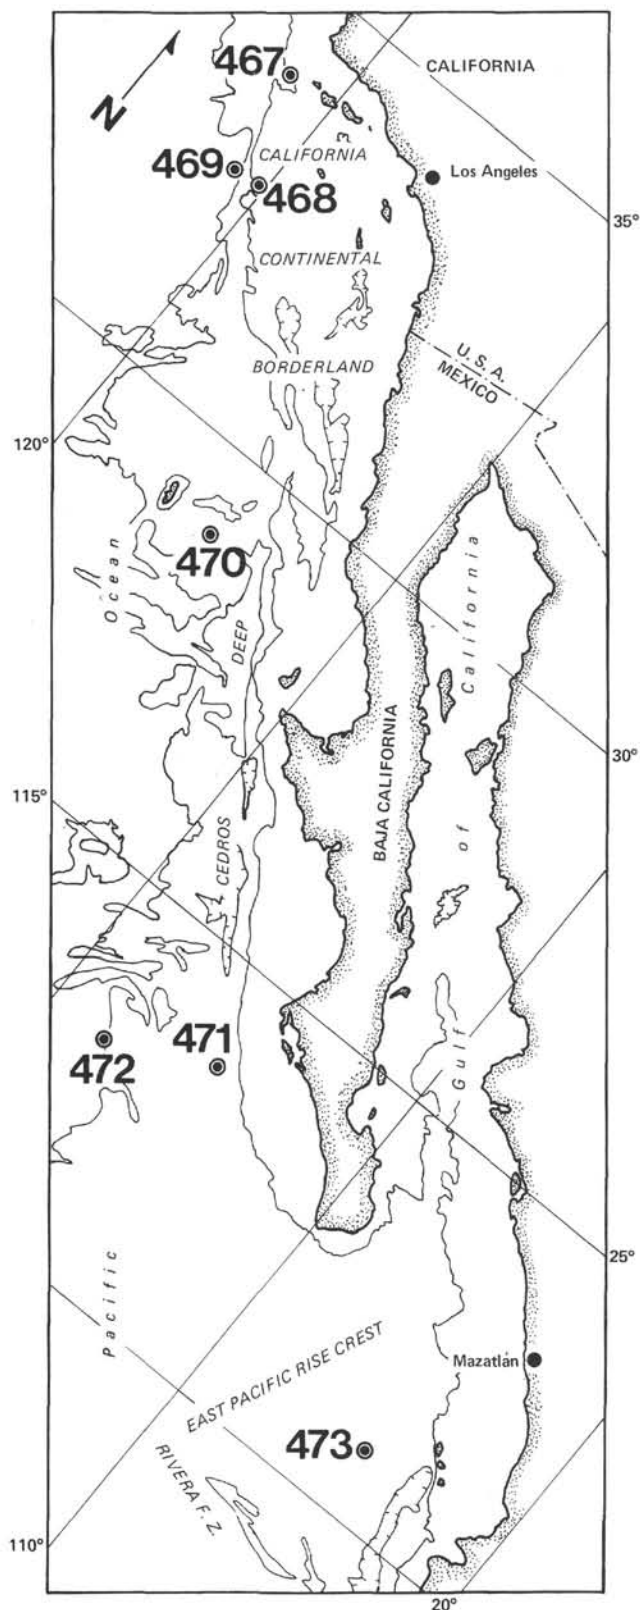 467
CALIFORNIA
N
469
CALIFORNIA
Los Angeles
468
35°
CONTINENTAL
U. S. A.
MEXICO
BORDERLAND
120°
470
Ocean
California
DEEP
BAJA CALIFORNIA
30°
115°
of
CEDROS
471
472
Gulf
25°
Pacific
Mazatlán
EAST PACIFIC RISE CREST
473
RIVERA F. Z.
110°
20°